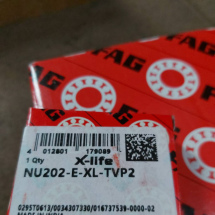 FAG
FAG
4 012801 179089
1 Qty
X-life
NU202-E-XL-TVP2
029570613/0034307330/016737539-0000-02
MADE IN INDIA